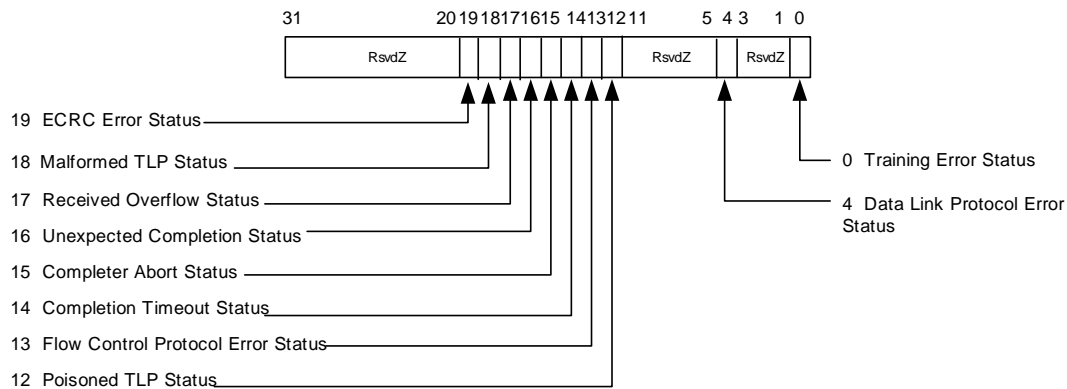 31 20 19 18 17 16 15 14 13 12 11 5 4 3 1 0
RsvdZ RsvdZ RsvdZ
19 ECRC Error Status
18 Malformed TLP Status
0 Training Error Status
17 Received Overflow Status
4 Data Link Protocol Error
Status
16 Unexpected Completion Status
15 Completer Abort Status
14 Completion Timeout Status
13 Flow Control Protocol Error Status
12 Poisoned TLP Status